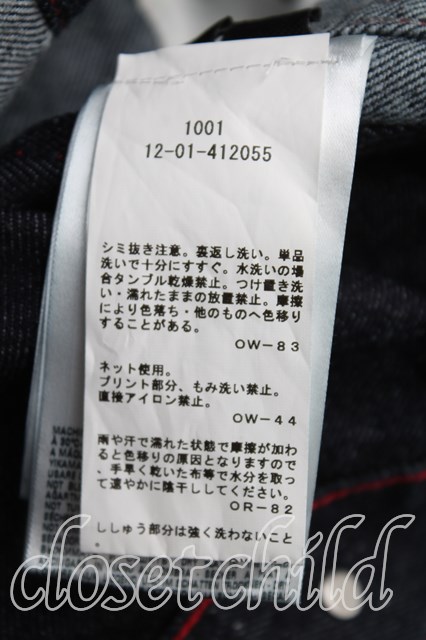 1001
12-01-412055
シミ抜き注意。裏返し洗い。単品
洗いで十分にすすぐ。水洗いの場
合タンブル乾燥禁止。つけ置き洗
い・濡れたままの放置禁止。摩擦
により色落ち・他のものへ色移り
することがある。
OW-83
ネット使用。
プリント部分、もみ洗い禁止。
直接アイロン禁止。
OW-44
雨や汗で濡れた状態で摩擦が加わ
ると色移りの原因となりますので
、手早く乾いた布等で水分を取っ
て速やかに陰干ししてください。
OR-82
ししゅう部分は強く洗わないこと
。
MACHI
À 30°C
A MÁQU
YIKAMA
closetchild